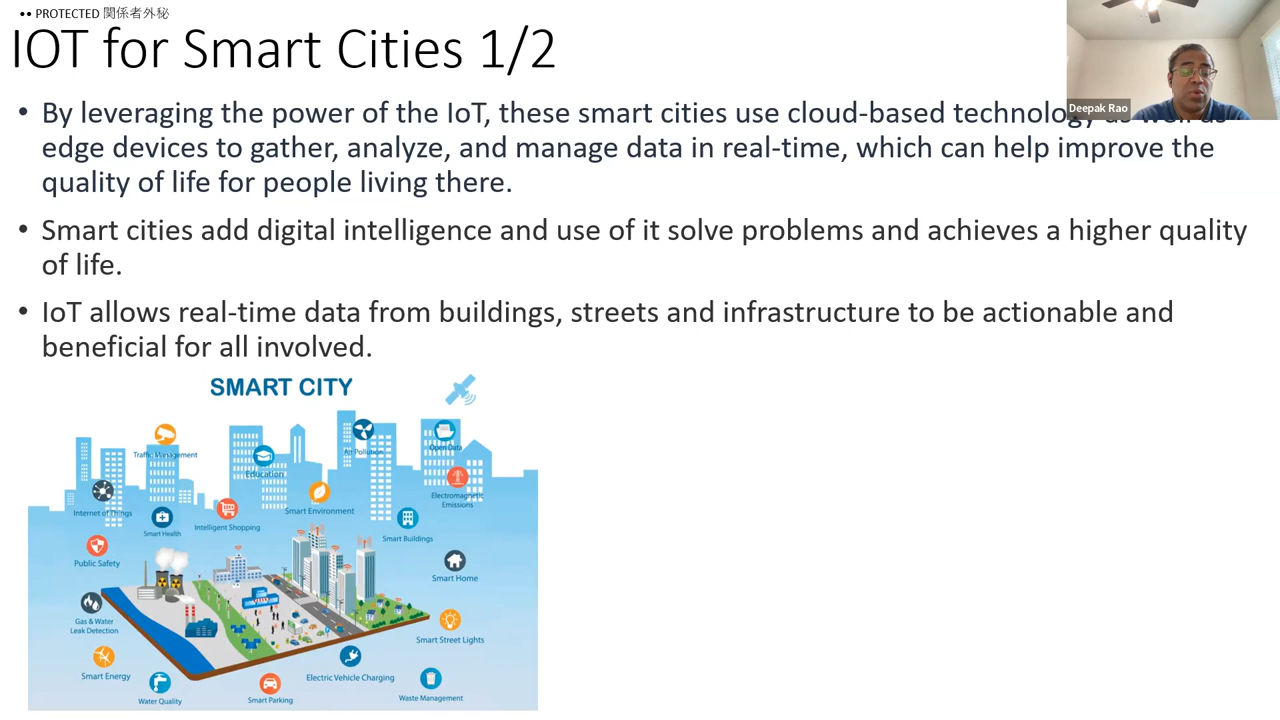 •• PROTECTED 関係者外秘
IOT for Smart Cities 1/2
Deepak Rao
• By leveraging the power of the IoT, these smart cities use cloud-based technology as well as
edge devices to gather, analyze, and manage data in real-time, which can help improve the
quality of life for people living there.
• Smart cities add digital intelligence and use of it solve problems and achieves a higher quality
of life.
• IoT allows real-time data from buildings, streets and infrastructure to be actionable and
beneficial for all involved.
SMART CITY
Traffic Management
Education
Air Pollution
Open Data
Internet of Things
Smart Health
Intelligent Shopping
Smart Environment
Electromagnetic
Emissions
Smart Buildings
Public Safety
Smart Home
Gas & Water
Leak Detection
Smart Street Lights
Smart Energy
Electric Vehicle Charging
Water Quality
Smart Parking
Waste Management